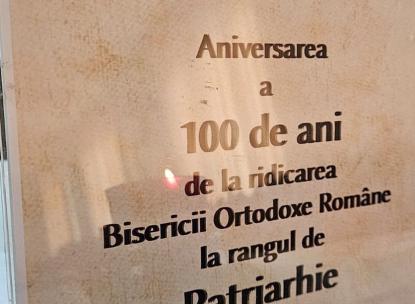 Aniversarea
a
100 de ani
de la ridicarea
Bisericii Ortodoxe Române
la rangul de
Patriarhie